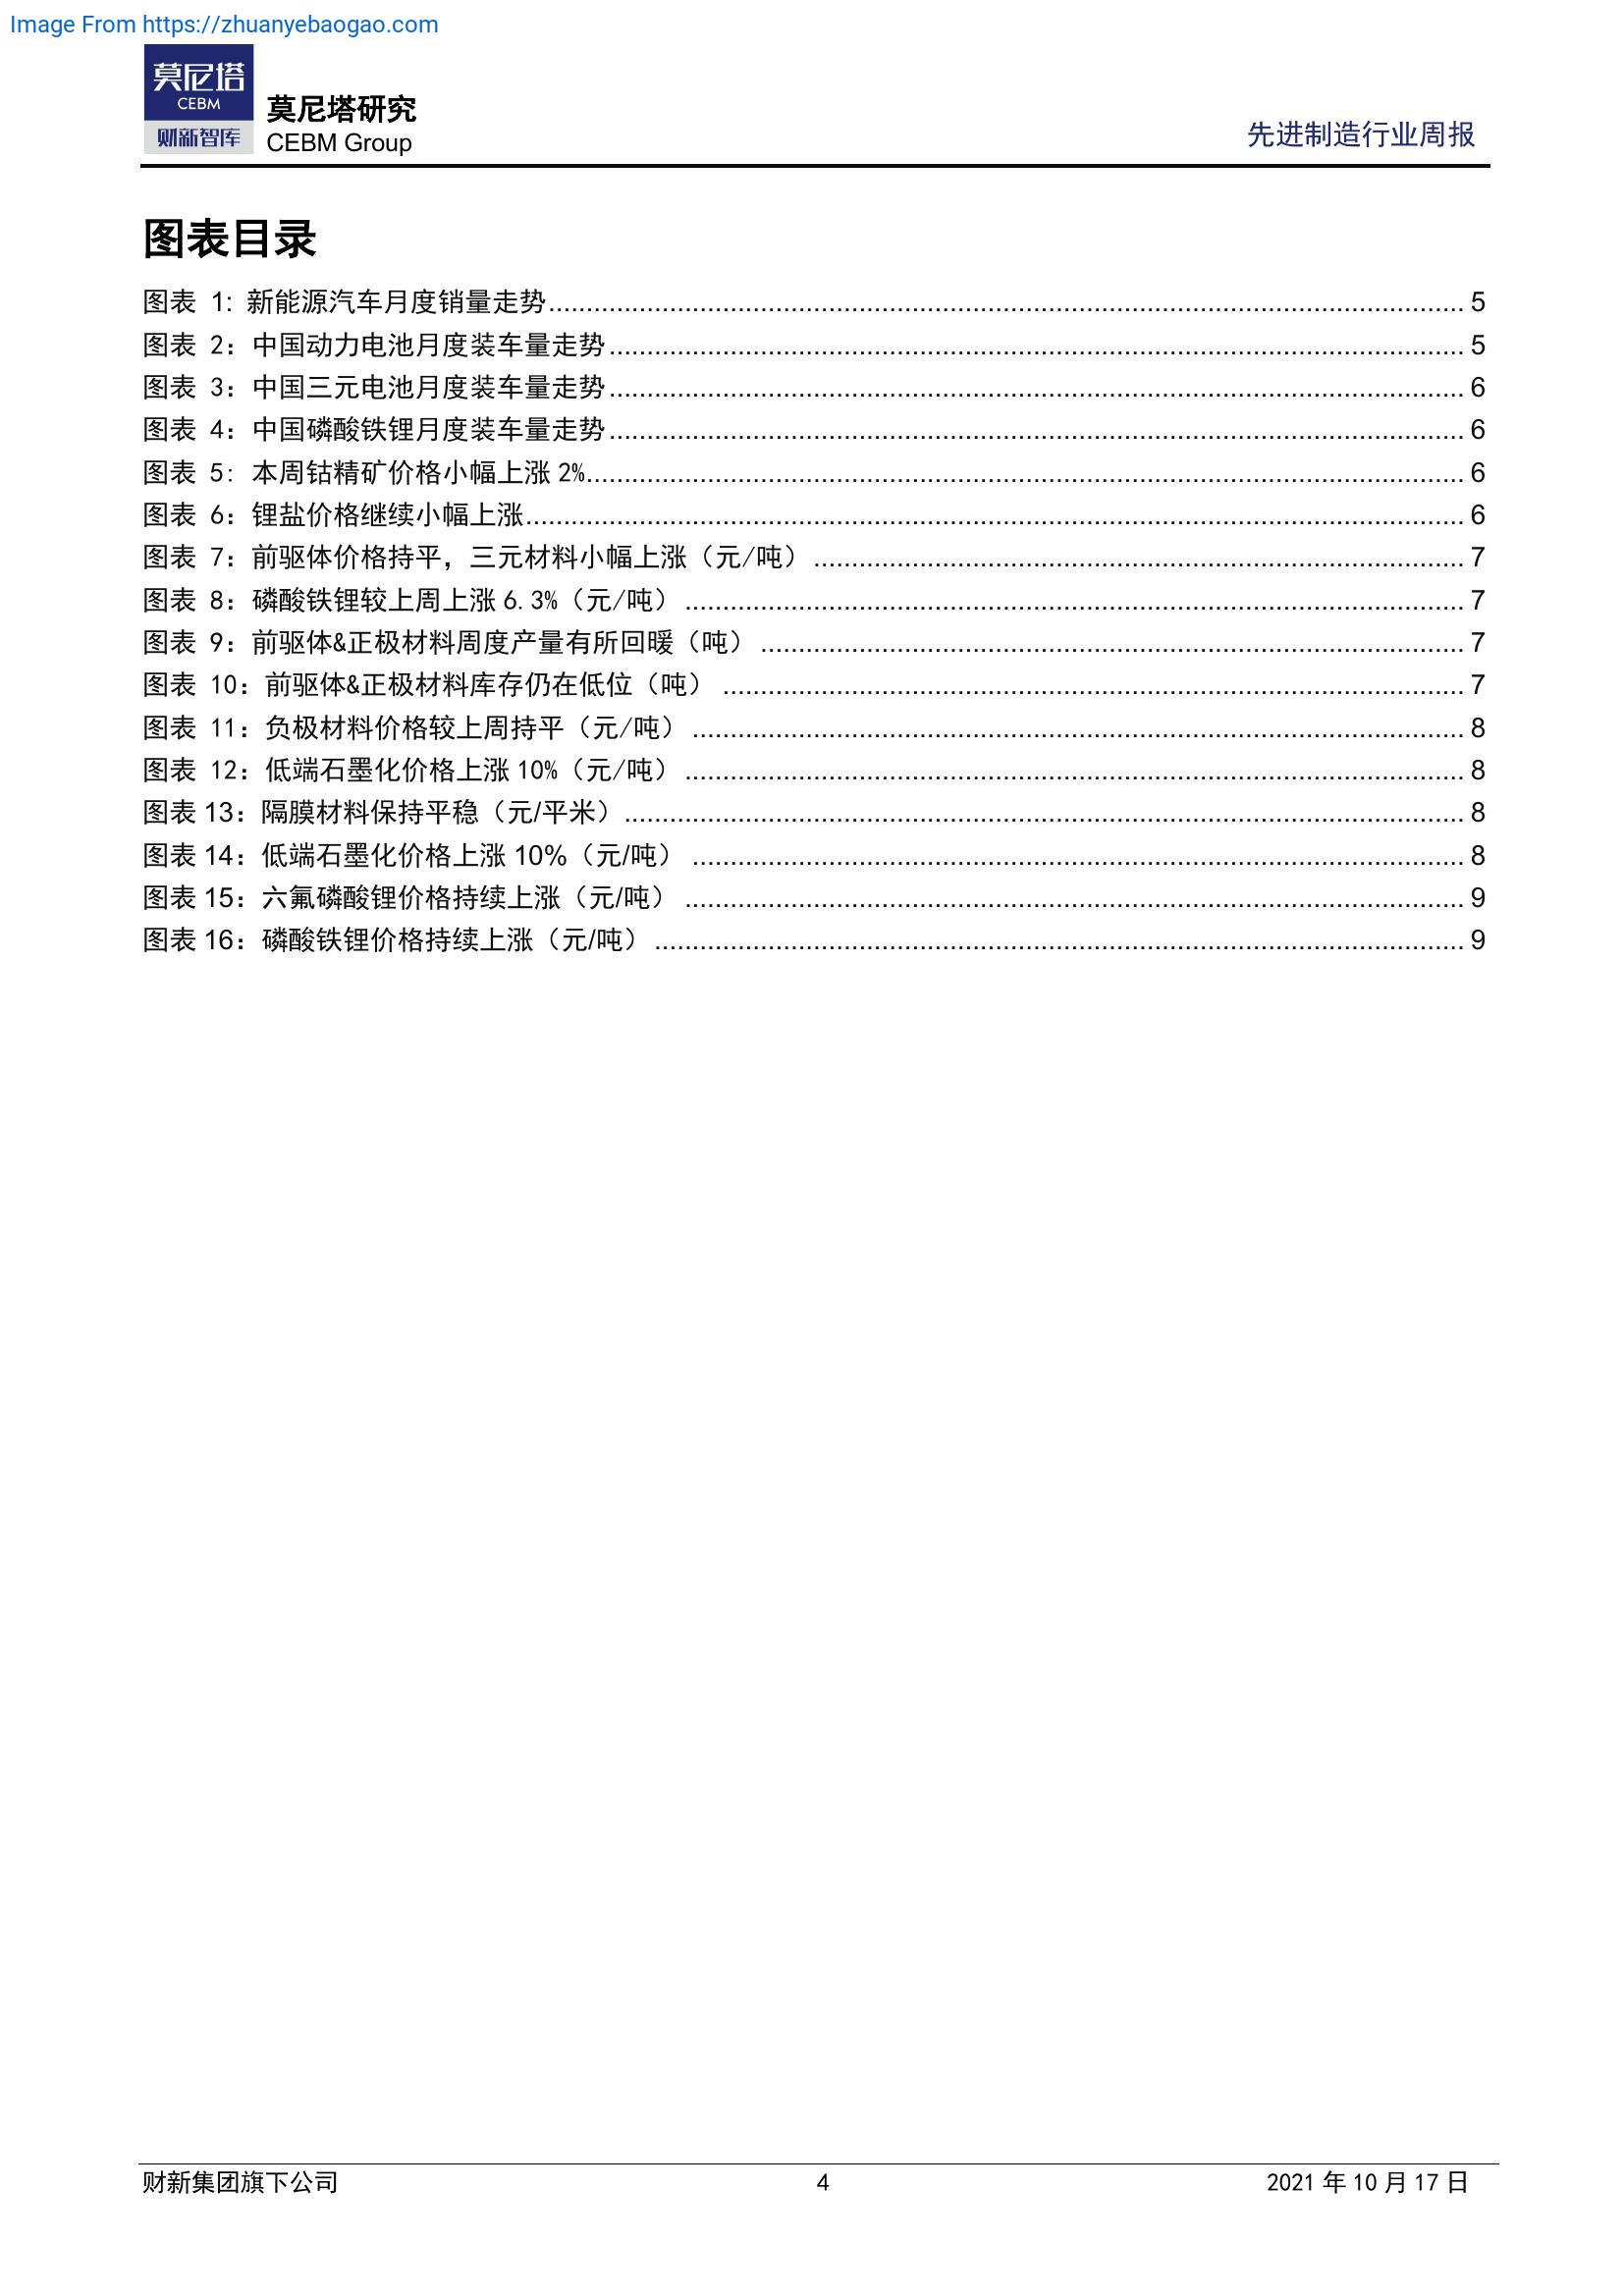 Image From https://zhuanyebaogao.com
莫尼塔
CEBM
财新智库
莫尼塔研究
CEBM Group
先进制造行业周报
图表目录
图表 1: 新能源汽车月度销量走势 5
图表 2：中国动力电池月度装车量走势 5
图表 3：中国三元电池月度装车量走势 6
图表 4：中国磷酸铁锂月度装车量走势 6
图表 5: 本周钴精矿价格小幅上涨 2% 6
图表 6：锂盐价格继续小幅上涨 6
图表 7：前驱体价格持平，三元材料小幅上涨（元/吨） 7
图表 8：磷酸铁锂较上周上涨 6.3%（元/吨） 7
图表 9：前驱体&正极材料周度产量有所回暖（吨） 7
图表 10：前驱体&正极材料库存仍在低位（吨） 7
图表 11：负极材料价格较上周持平（元/吨） 8
图表 12：低端石墨化价格上涨 10%（元/吨） 8
图表 13：隔膜材料保持平稳（元/平米） 8
图表 14：低端石墨化价格上涨 10%（元/吨） 8
图表 15：六氟磷酸锂价格持续上涨（元/吨） 9
图表 16：磷酸铁锂价格持续上涨（元/吨） 9
财新集团旗下公司
4
2021 年 10 月 17 日